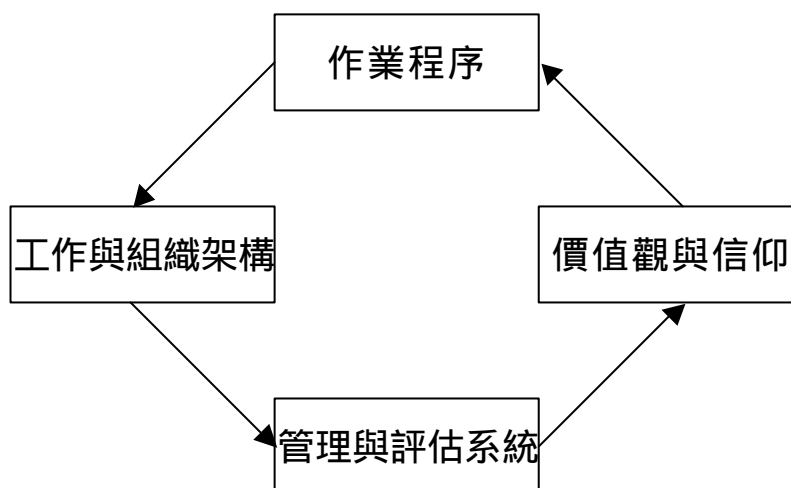 作業程序
工作與組織架構
價值觀與信仰
管理與評估系統